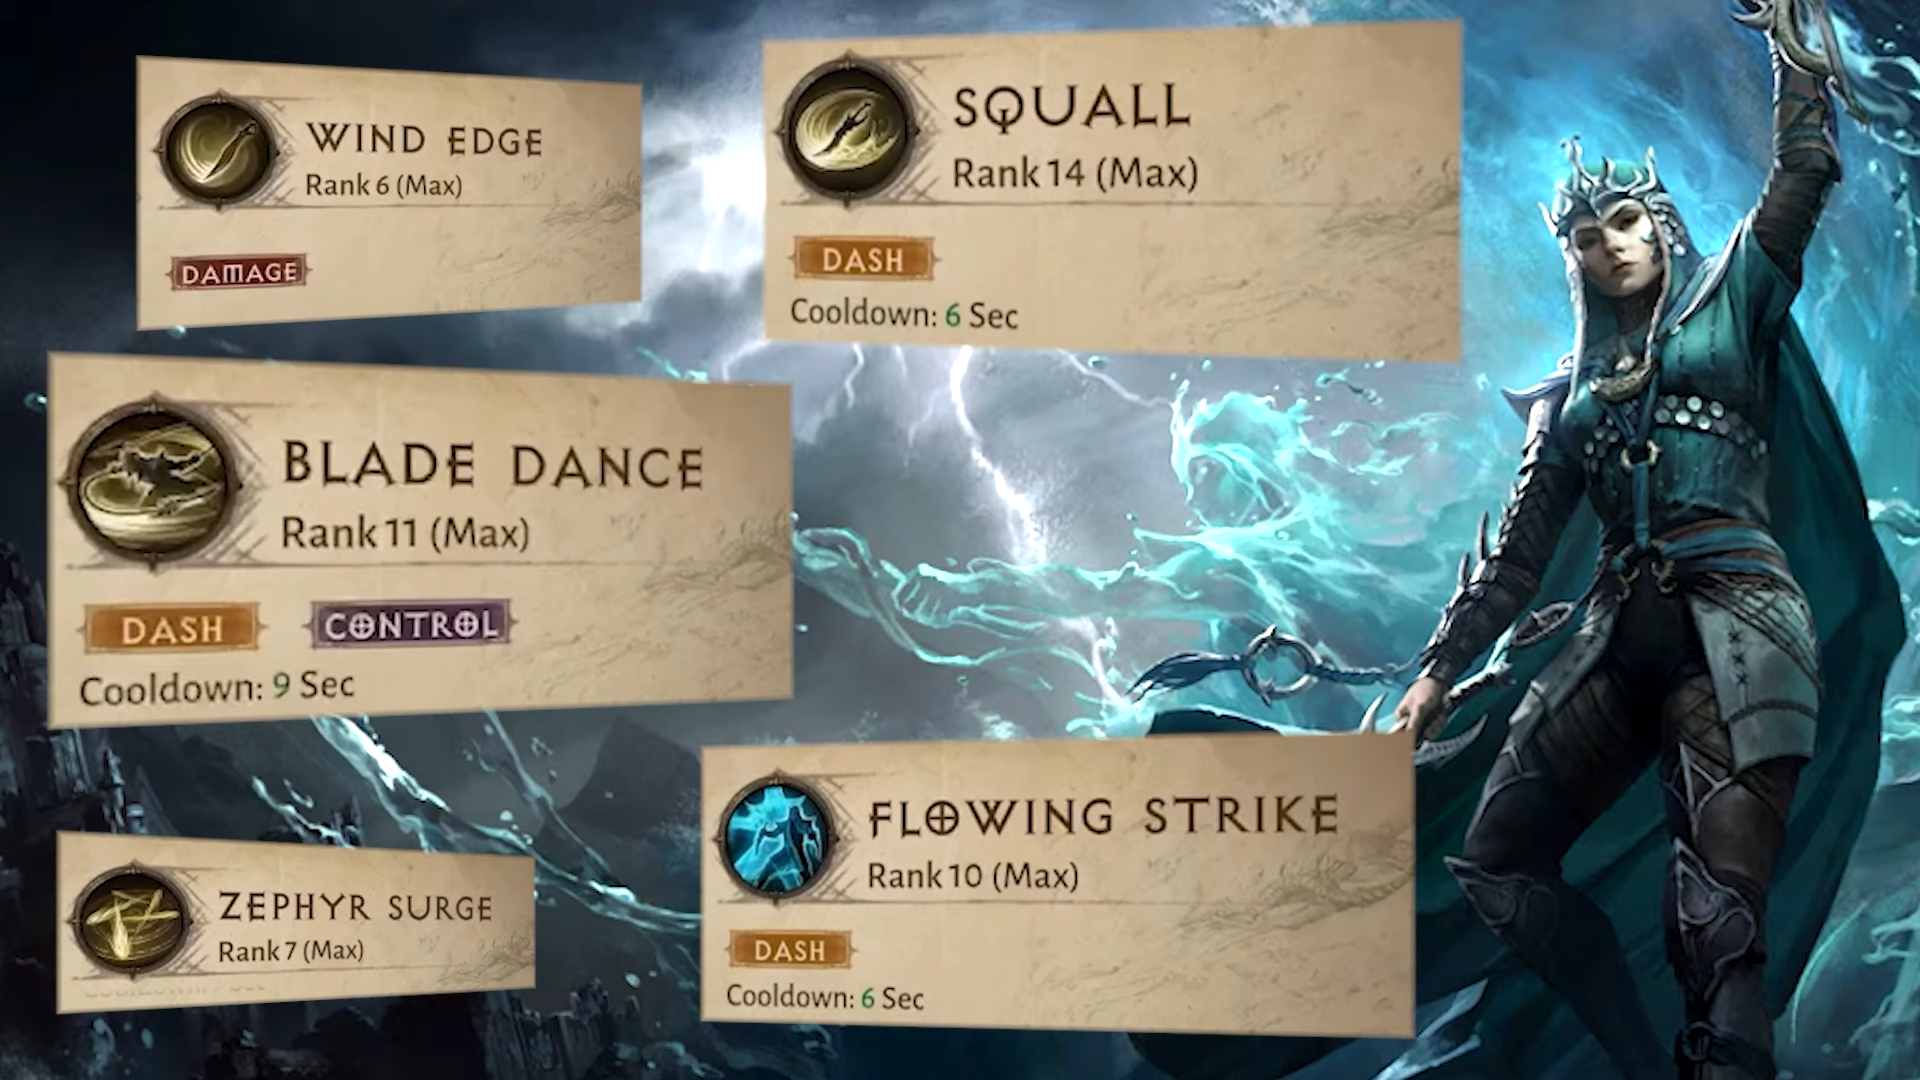 WIND EDGE
Rank 6 (Max)
DAMAGE
SQUALL
Rank 14 (Max)
DASH
Cooldown: 6 Sec
BLADE DANCE
Rank 11 (Max)
DASH
CONTROL
Cooldown: 9 Sec
ZEPHYR SURGE
Rank 7 (Max)
FLOWING STRIKE
Rank 10 (Max)
DASH
Cooldown: 6 Sec